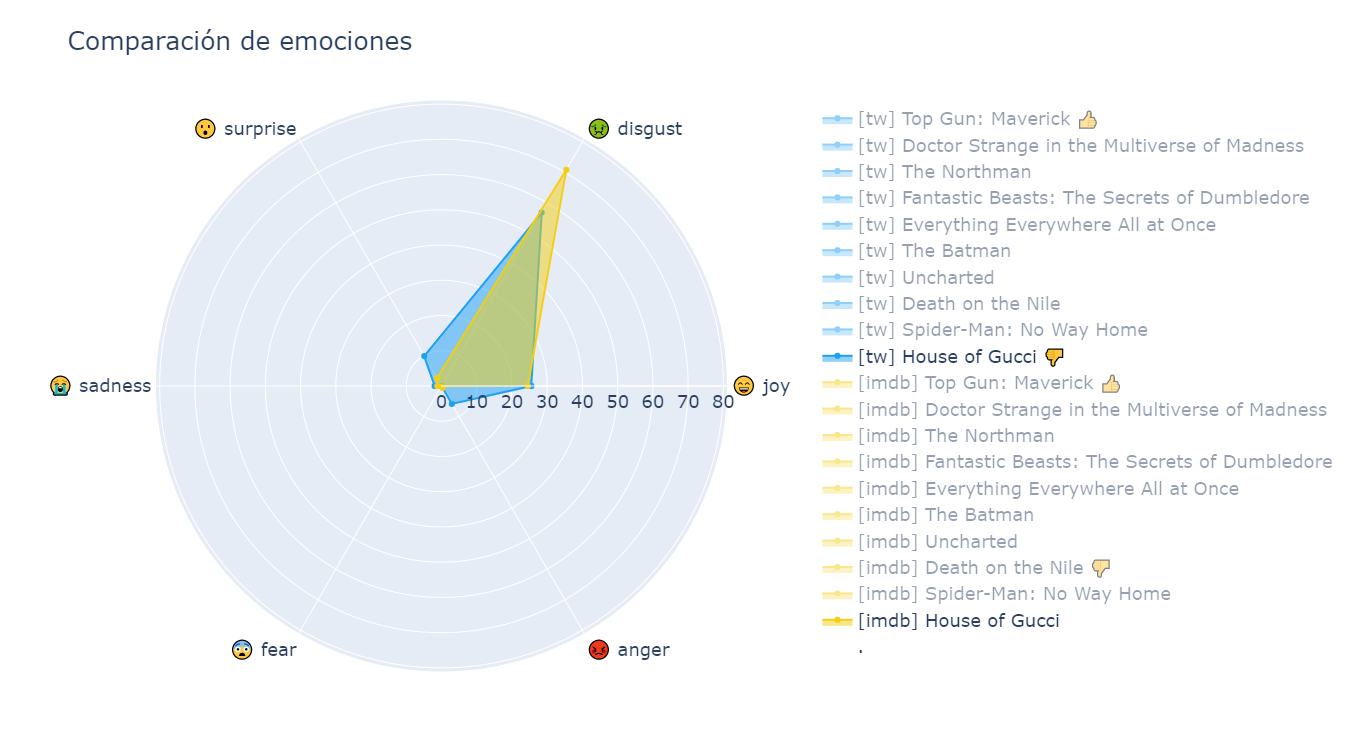 Comparación de emociones
😮 surprise
🤢 disgust
😭 sadness
😄 joy
0 10 20 30 40 50 60 70 80
😨 fear
😡 anger
[tw] Top Gun: Maverick 👍
[tw] Doctor Strange in the Multiverse of Madness
[tw] The Northman
[tw] Fantastic Beasts: The Secrets of Dumbledore
[tw] Everything Everywhere All at Once
[tw] The Batman
[tw] Uncharted
[tw] Death on the Nile
[tw] Spider-Man: No Way Home
[tw] House of Gucci 👎
[imdb] Top Gun: Maverick 👍
[imdb] Doctor Strange in the Multiverse of Madness
[imdb] The Northman
[imdb] Fantastic Beasts: The Secrets of Dumbledore
[imdb] Everything Everywhere All at Once
[imdb] The Batman
[imdb] Uncharted
[imdb] Death on the Nile 👎
[imdb] Spider-Man: No Way Home
[imdb] House of Gucci
.